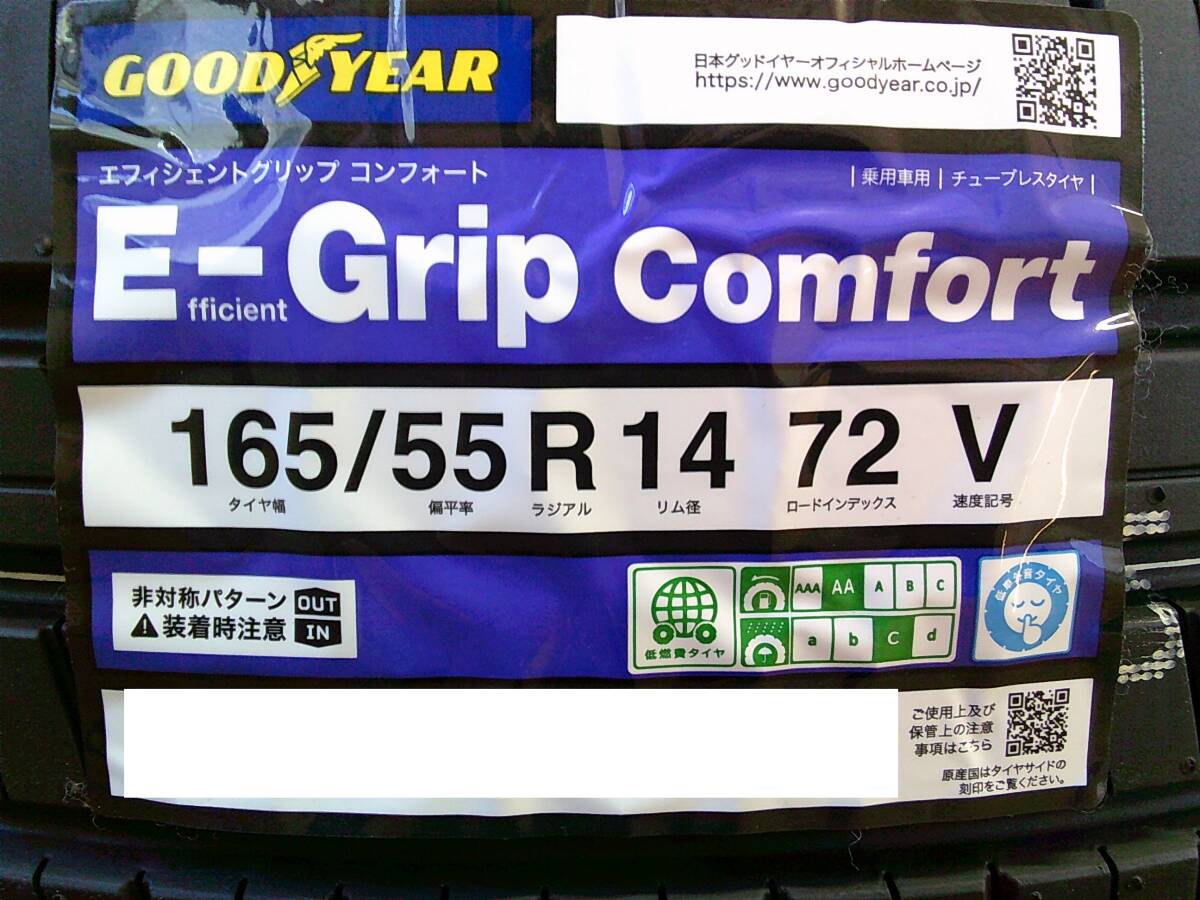 GOODYEAR
日本グッドイヤーオフィシャルホームページ
https://www.goodyear.co.jp/
エフィシェントグリップ コンフォート
|乗用車用|チューブレスタイヤ|
E-Grip Comfort
fficient
165/55 R 14 72 V
タイヤ幅 偏平率 ラジアル リム径 ロードインデックス 速度記号
非対称パターン OUT
⚠装着時注意 IN
低燃費タイヤ
AAA AA A B C
a b c d
低車外音タイヤ
ご使用上及び
保管上の注意
事項はこちら
原産国はタイヤサイドの
刻印をご覧ください。